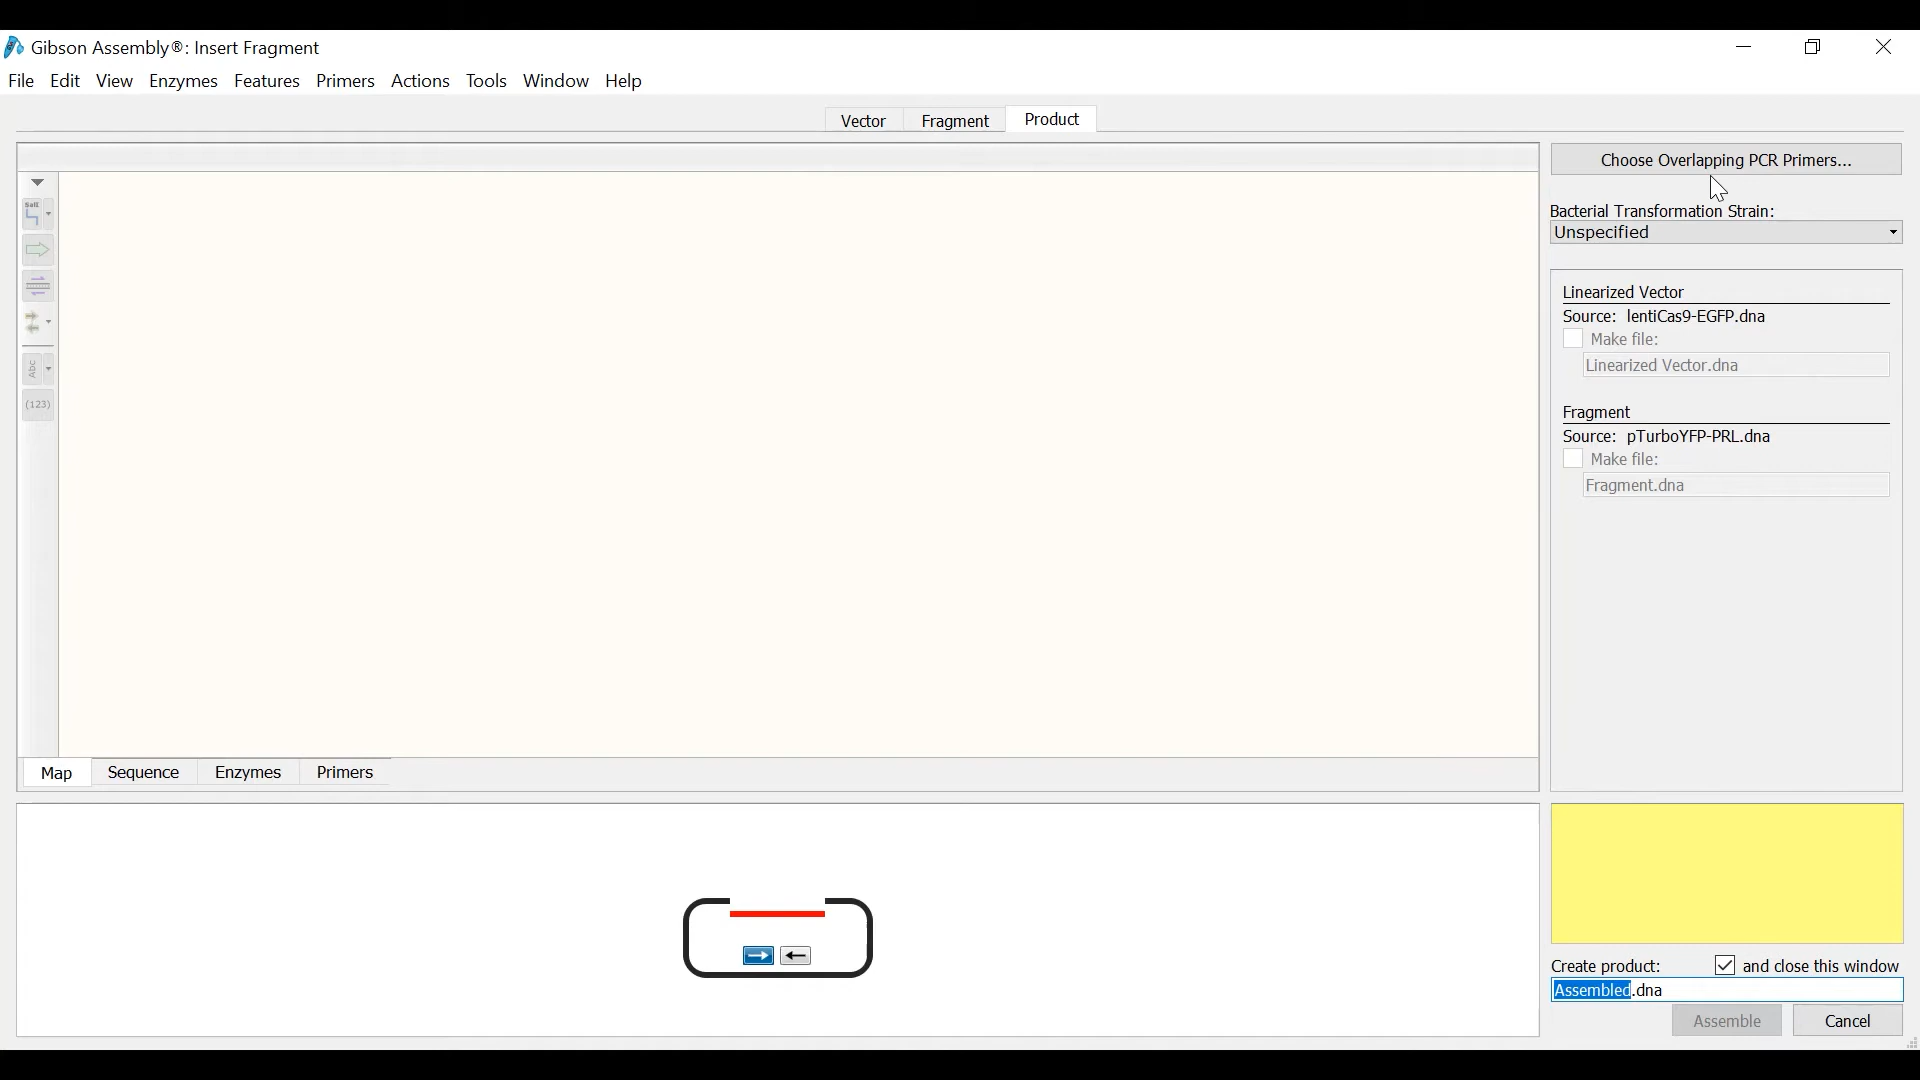 Gibson Assembly®: Insert Fragment
File Edit View Enzymes Features Primers Actions Tools Window Help
Vector Fragment Product
Choose Overlapping PCR Primers...
Bacterial Transformation Strain:
Unspecified
Linearized Vector
Source: lentiCas9-EGFP.dna
Make file:
Linearized Vector.dna
Fragment
Source: pTurboYFP-PRL.dna
Make file:
Fragment.dna
SalI
Abc
(123)
Map Sequence Enzymes Primers
Create product: and close this window
Assembled.dna
Assemble Cancel